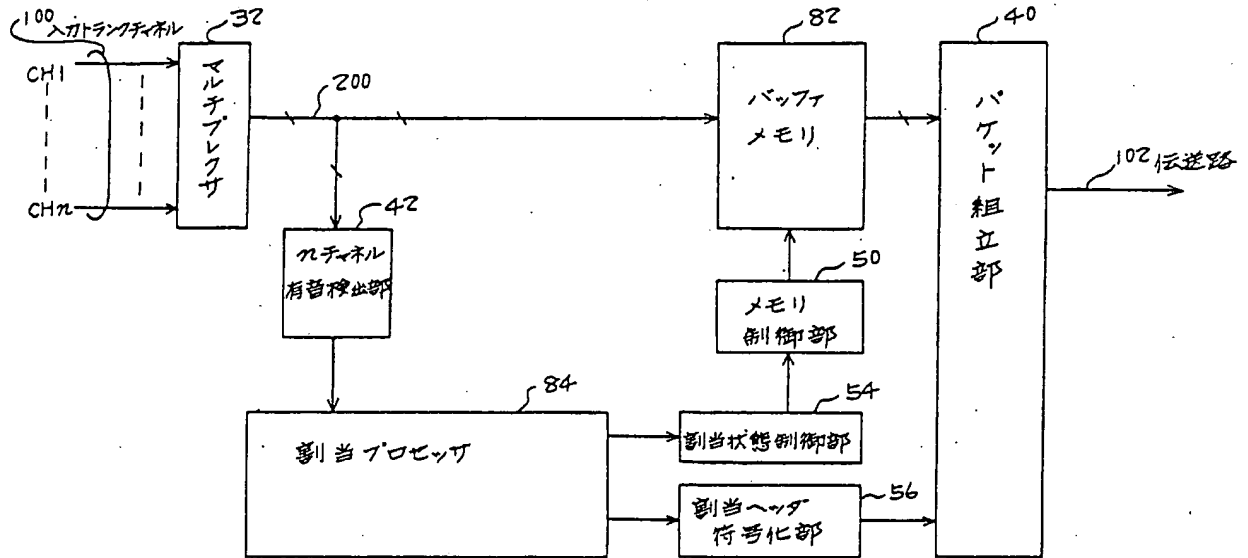 100
入力トランクチャネル
CH1
CHn
32
マルチプレクサ
200
42
nチャネル
有音検出部
82
バッファ
メモリ
50
メモリ
制御部
84
割当プロセッサ
54
割当状態制御部
56
割当ヘッダ
符号化部
40
パケット組立部
102 伝送路